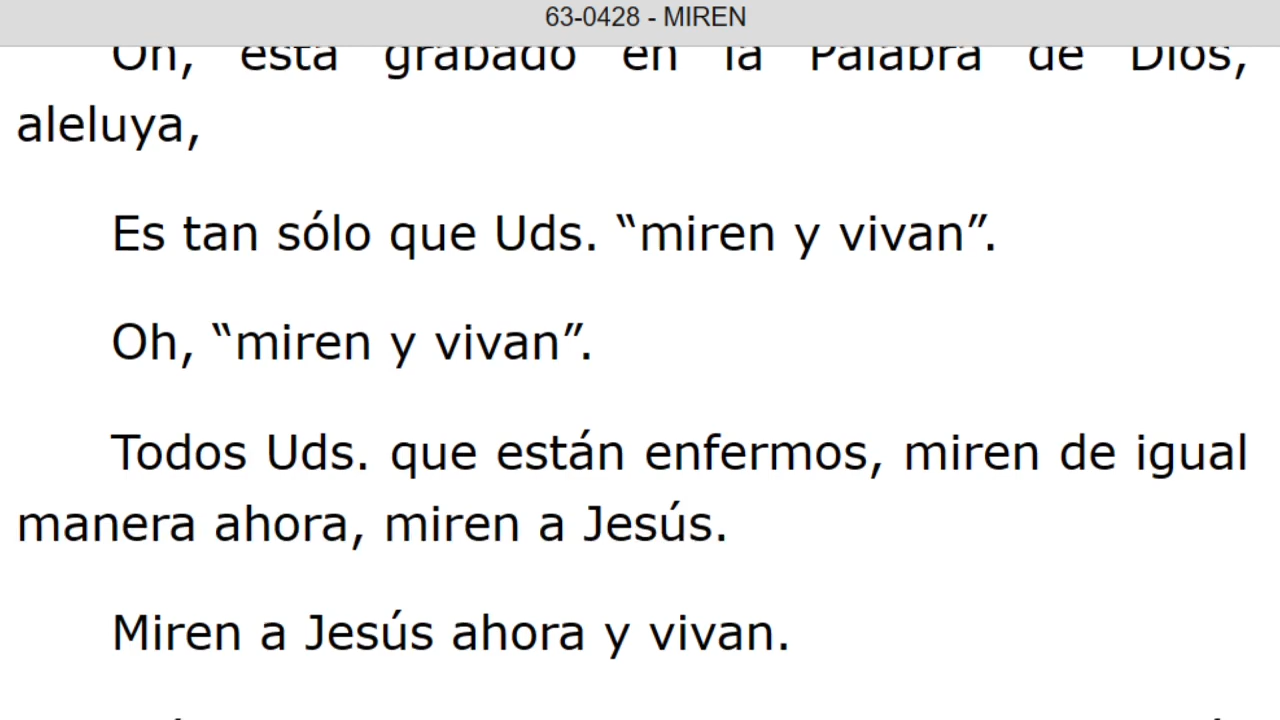 63-0428 - MIREN
Oh, está grabado en la Palabra de Dios,
aleluya,
Es tan sólo que Uds. “miren y vivan”.
Oh, “miren y vivan”.
Todos Uds. que están enfermos, miren de igual
manera ahora, miren a Jesús.
Miren a Jesús ahora y vivan.